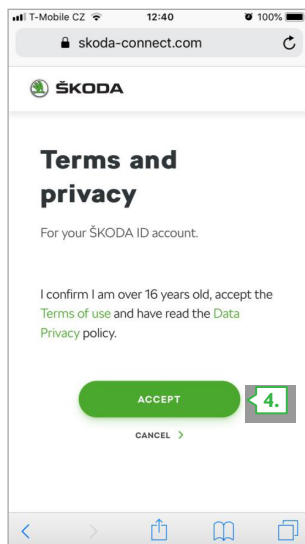 T-Mobile CZ 12:40 100%
skoda-connect.com
ŠKODA
Terms and
privacy
For your ŠKODA ID account.
I confirm I am over 16 years old, accept the
Terms of use and have read the Data
Privacy policy.
ACCEPT
4.
CANCEL >